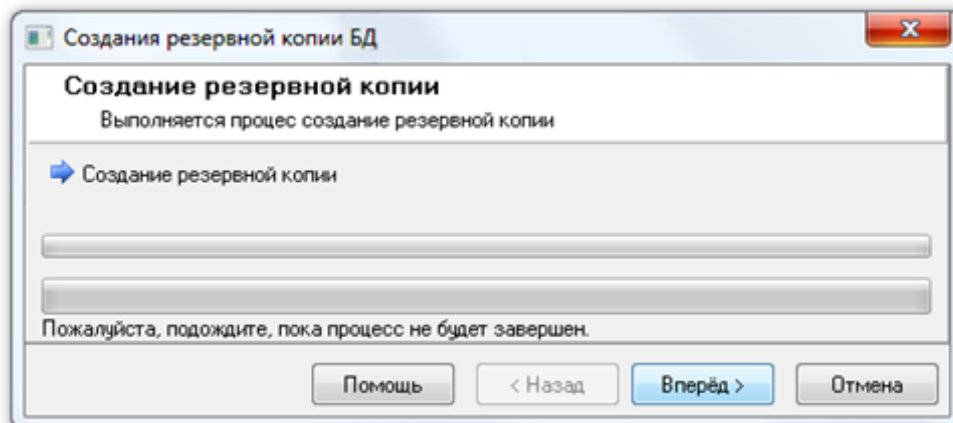 Создания резервной копии БД
Создание резервной копии
Выполняется процес создание резервной копии
Создание резервной копии
Пожалуйста, подождите, пока процесс не будет завершен.
Помощь < Назад Вперёд > Отмена